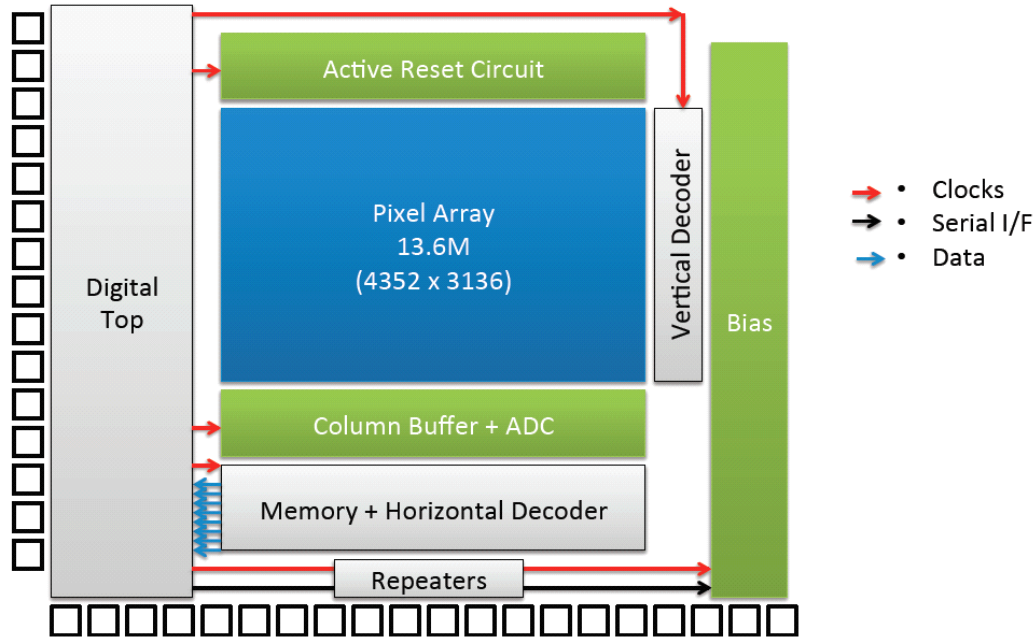 Active Reset Circuit
Pixel Array
13.6M
(4352 x 3136)
Vertical Decoder
Digital
Top
Bias
Column Buffer + ADC
Memory + Horizontal Decoder
Repeaters
• Clocks
• Serial I/F
• Data